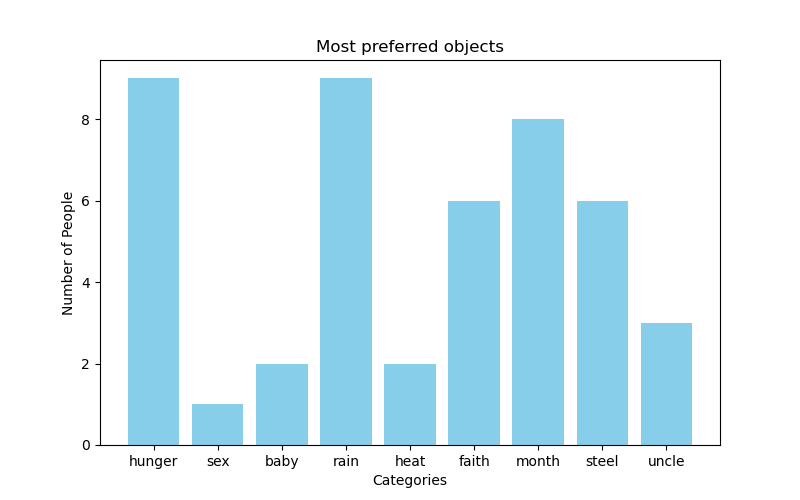 Most preferred objects
Number of People
8
6
4
2
0
hunger sex baby rain heat faith month steel uncle
Categories